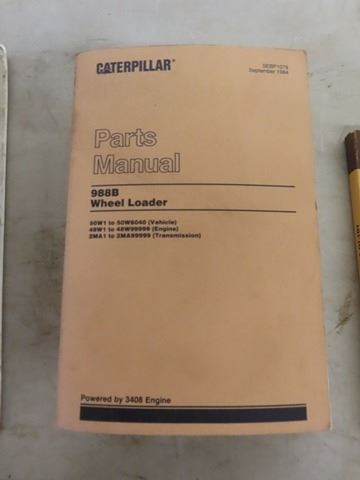 CATERPILLAR®
SEBP1079
September 1984
Parts
Manual
988B
Wheel Loader
50W1 to 50W6040 (Vehicle)
48W1 to 48W99999 (Engine)
2MA1 to 2MA99999 (Transmission)
Powered by 3408 Engine